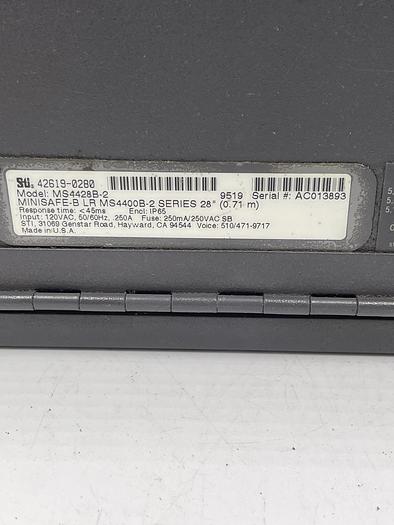 STI. 42619-0280
Model: MS4428B-2 9519 Serial #: AC013893
MINISAFE-B LR MS4400B-2 SERIES 28" (0.71 m)
Response time: <45ms Encl: IP65
Input: 120VAC, 50/60Hz, .250A Fuse: 250mA/250VAC SB
STI, 31069 Genstar Road, Hayward, CA 94544 Voice: 510/471-9717
Made in U.S.A.